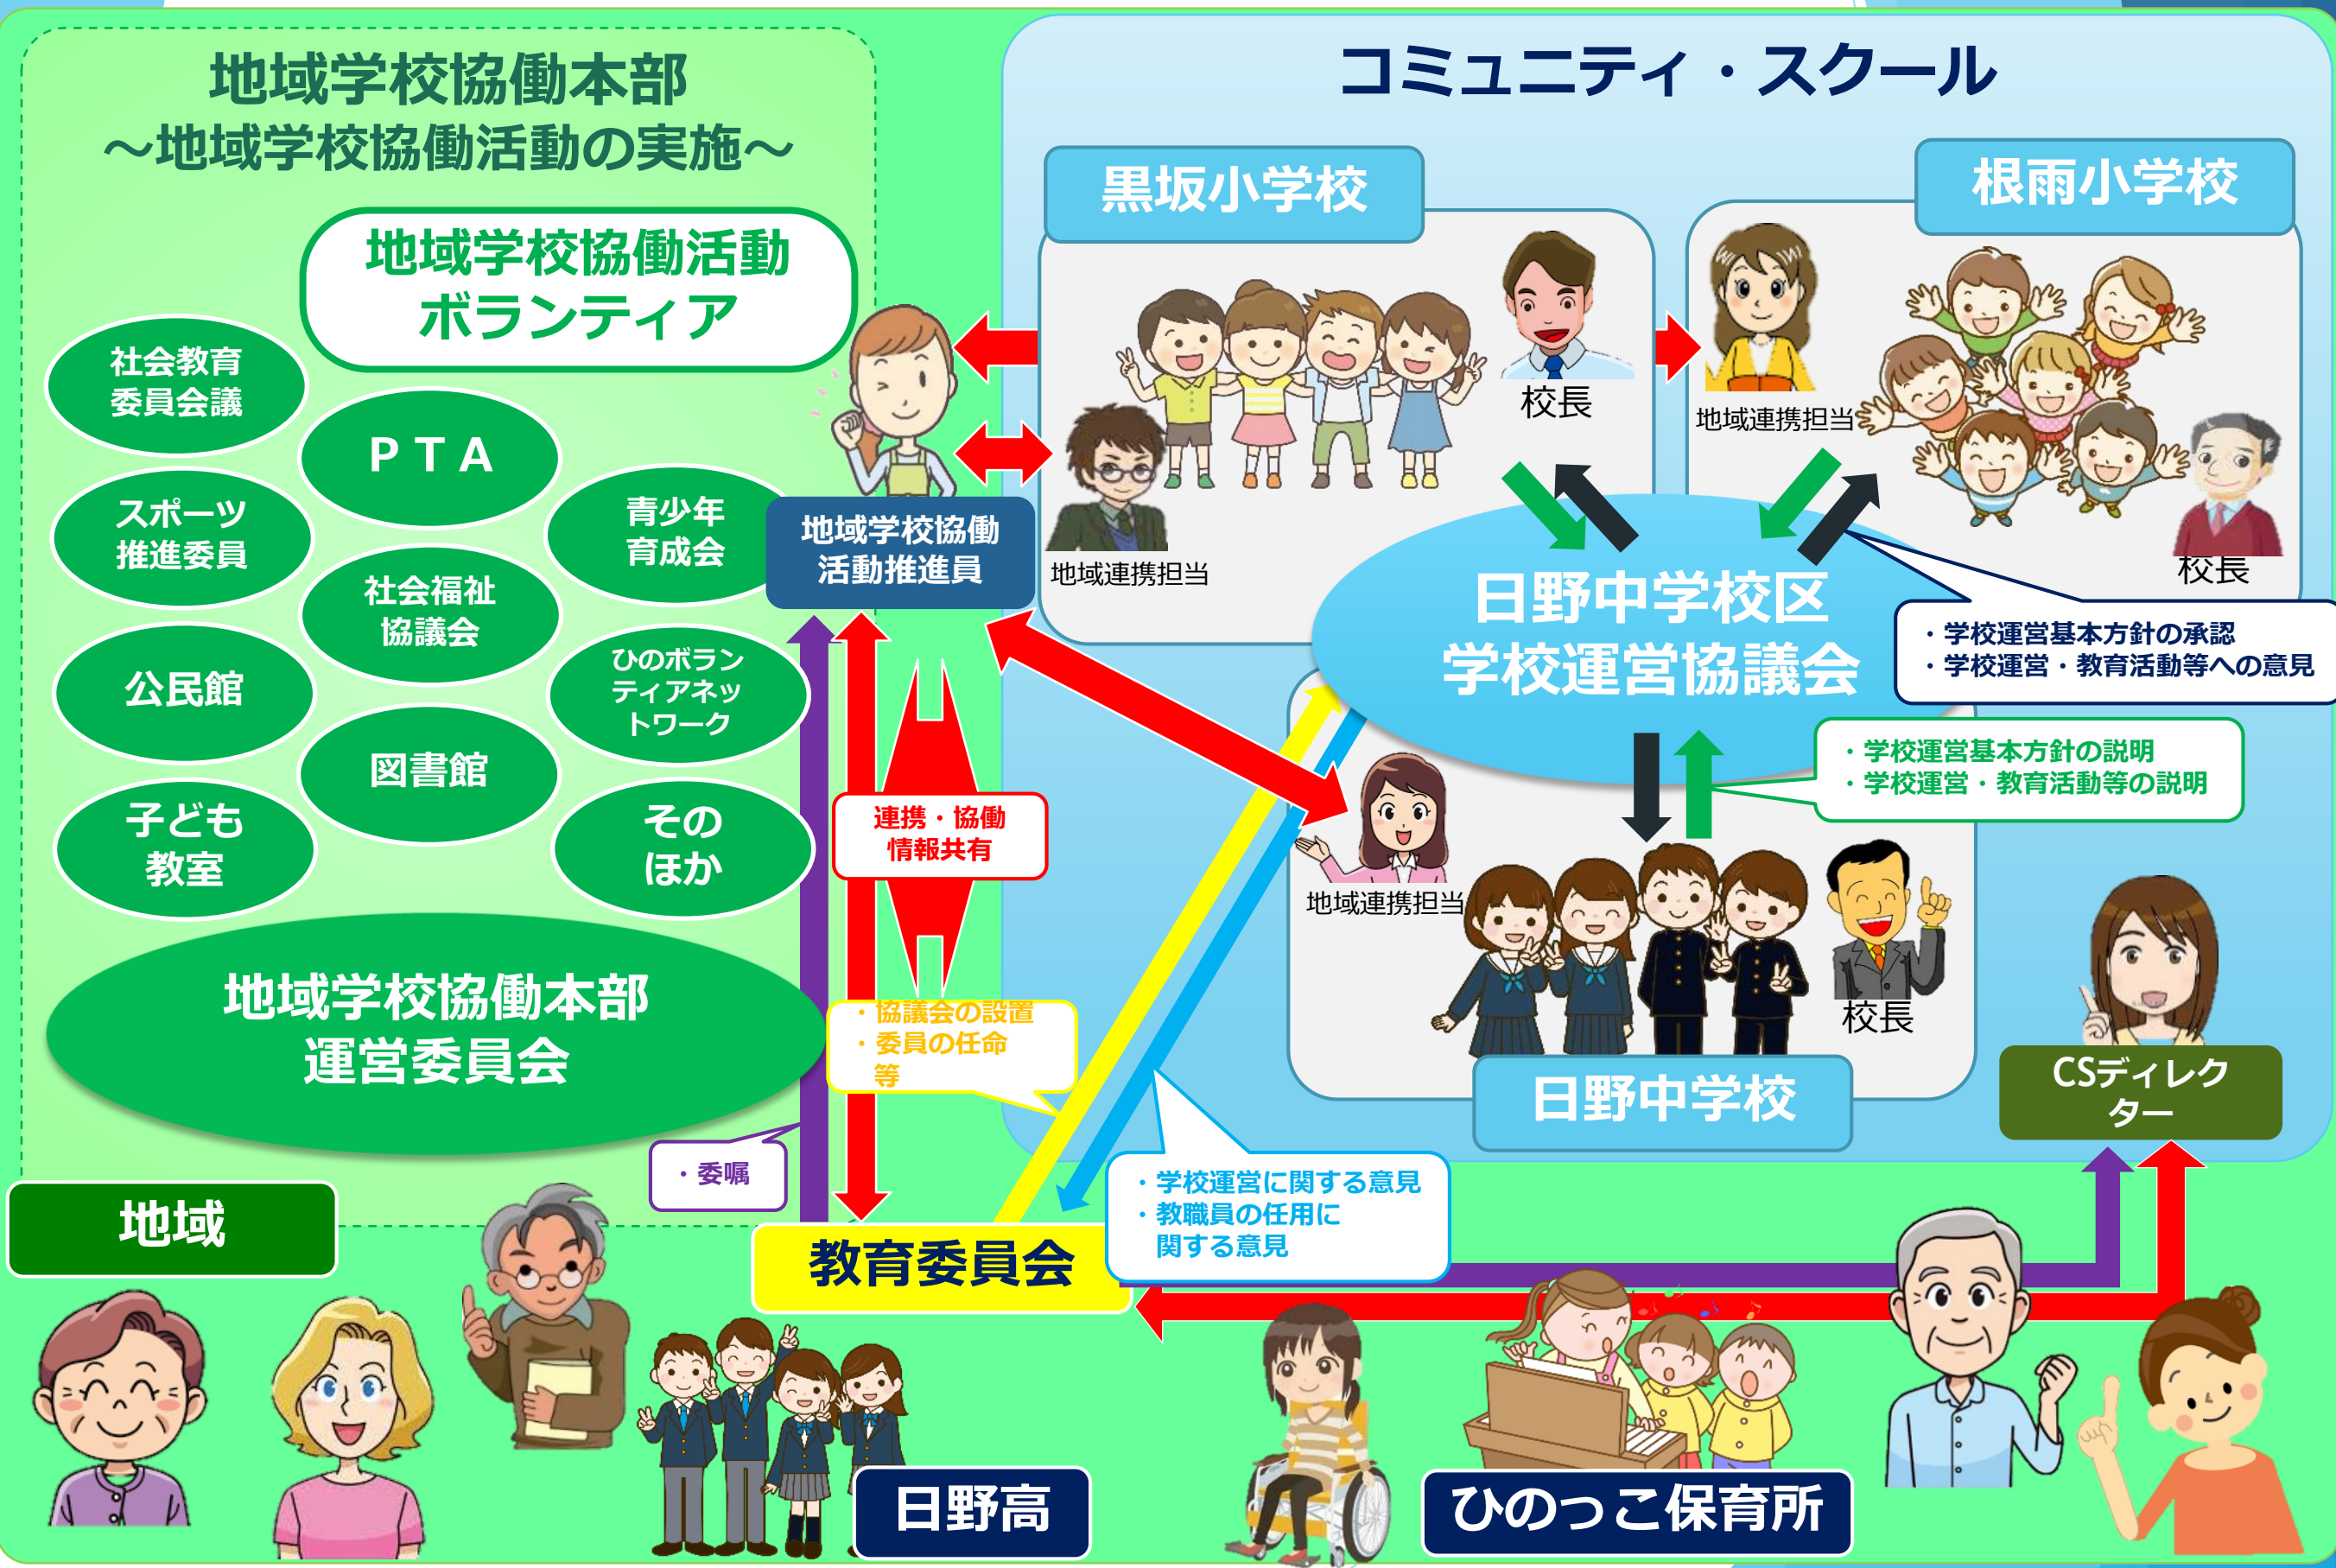 地域学校協働本部
～地域学校協働活動の実施～
地域学校協働活動
ボランティア
社会教育
委員会議
ＰＴＡ
スポーツ
推進委員
青少年
育成会
社会福祉
協議会
公民館
ひのボラン
ティアネッ
トワーク
図書館
子ども
教室
その
ほか
地域学校協働本部
運営委員会
地域
地域学校協働
活動推進員
連携・協働
情報共有
・協議会の設置
・委員の任命
等
・委嘱
教育委員会
・学校運営に関する意見
・教職員の任用に
関する意見
コミュニティ・スクール
黒坂小学校
校長
地域連携担当
根雨小学校
地域連携担当
校長
日野中学校区
学校運営協議会
・学校運営基本方針の承認
・学校運営・教育活動等への意見
・学校運営基本方針の説明
・学校運営・教育活動等の説明
地域連携担当
校長
日野中学校
CSディレク
ター
日野高
ひのっこ保育所